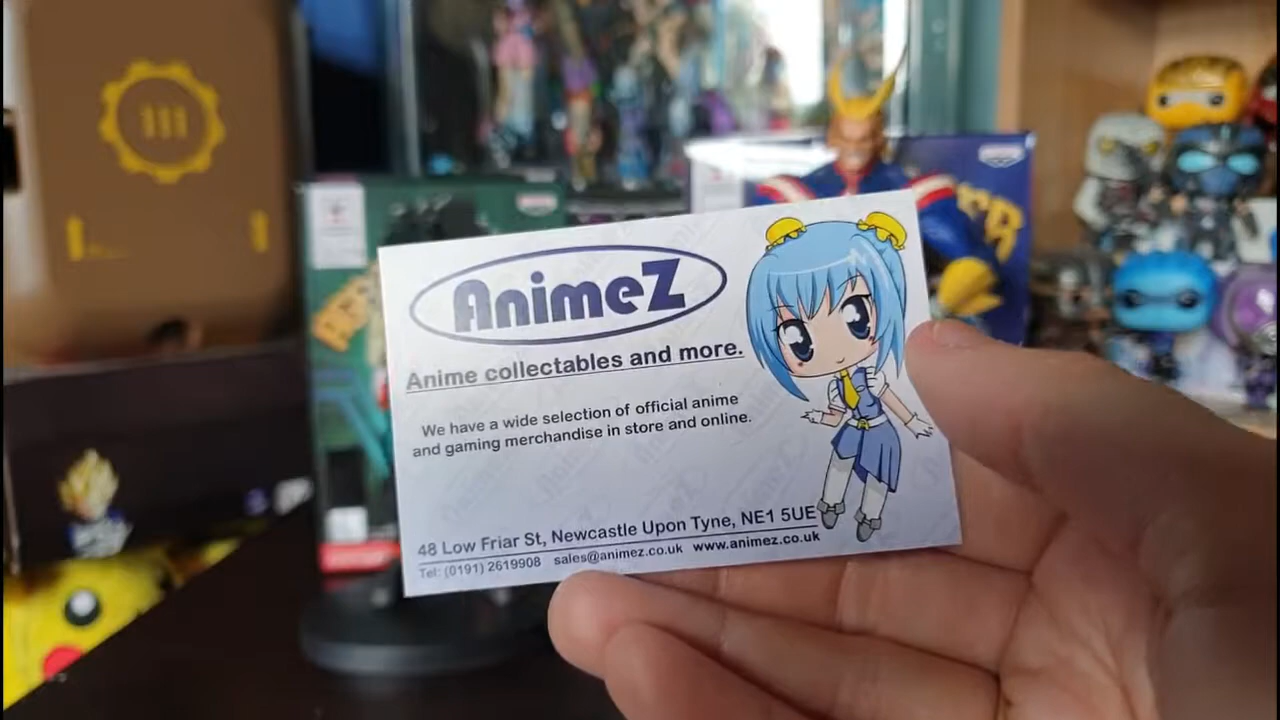 111
AnimeZ
Anime collectables and more.
We have a wide selection of official anime
and gaming merchandise in store and online.
48 Low Friar St, Newcastle Upon Tyne, NE1 5UE
Tel: (0191) 2619908 sales@animez.co.uk www.animez.co.uk